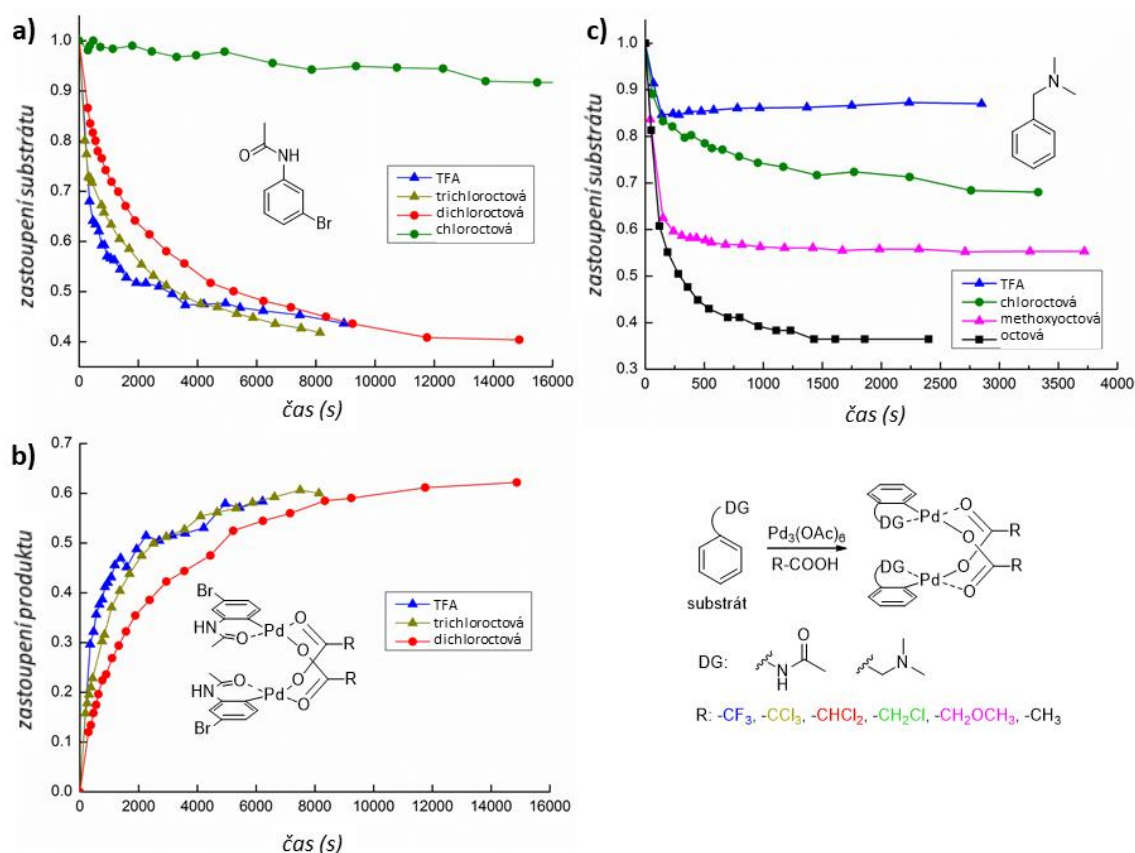 a)
zastoupení substrátu
1.0
0.9
0.8
0.7
0.6
0.5
0.4
0 2000 4000 6000 8000 10000 12000 14000 16000
čas (s)
O
NH
Br
TFA
trichloroctová
dichloroctová
chloroctová
c)
zastoupení substrátu
1.0
0.9
0.8
0.7
0.6
0.5
0.4
0.3
0 500 1000 1500 2000 2500 3000 3500 4000
čas (s)
N
TFA
chloroctová
methoxyoctová
octová
b)
zastoupení produktu
0.7
0.6
0.5
0.4
0.3
0.2
0.1
0.0
0 2000 4000 6000 8000 10000 12000 14000 16000
čas (s)
Br
HN
O
Pd
O
O
R
R
HN
O
Pd
O
O
Br
TFA
trichloroctová
dichloroctová
DG
substrát
Pd3(OAc)6
R-COOH
DG
Pd
O
O
R
DG
Pd
O
O
R
DG:
N
H
O
N
R: -CF3, -CCl3, -CHCl2, -CH2Cl, -CH2OCH3, -CH3